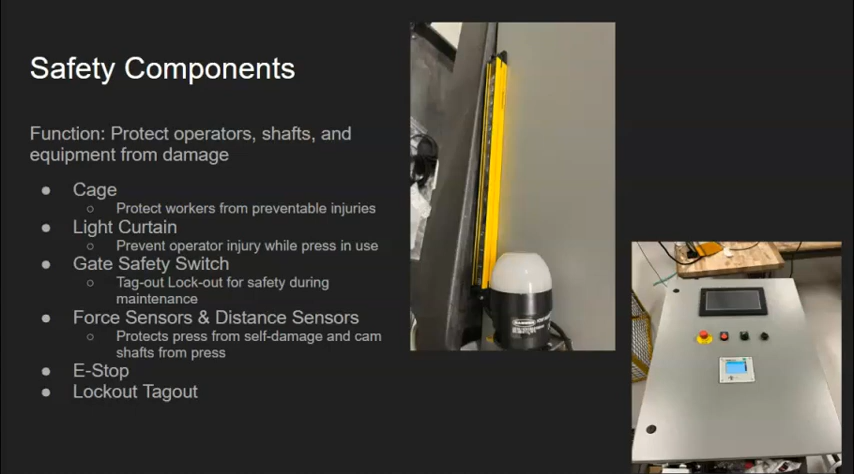 Safety Components
Function: Protect operators, shafts, and
equipment from damage
● Cage
○ Protect workers from preventable injuries
● Light Curtain
○ Prevent operator injury while press in use
● Gate Safety Switch
○ Tag-out Lock-out for safety during
maintenance
● Force Sensors & Distance Sensors
○ Protects press from self-damage and cam
shafts from press
● E-Stop
● Lockout Tagout